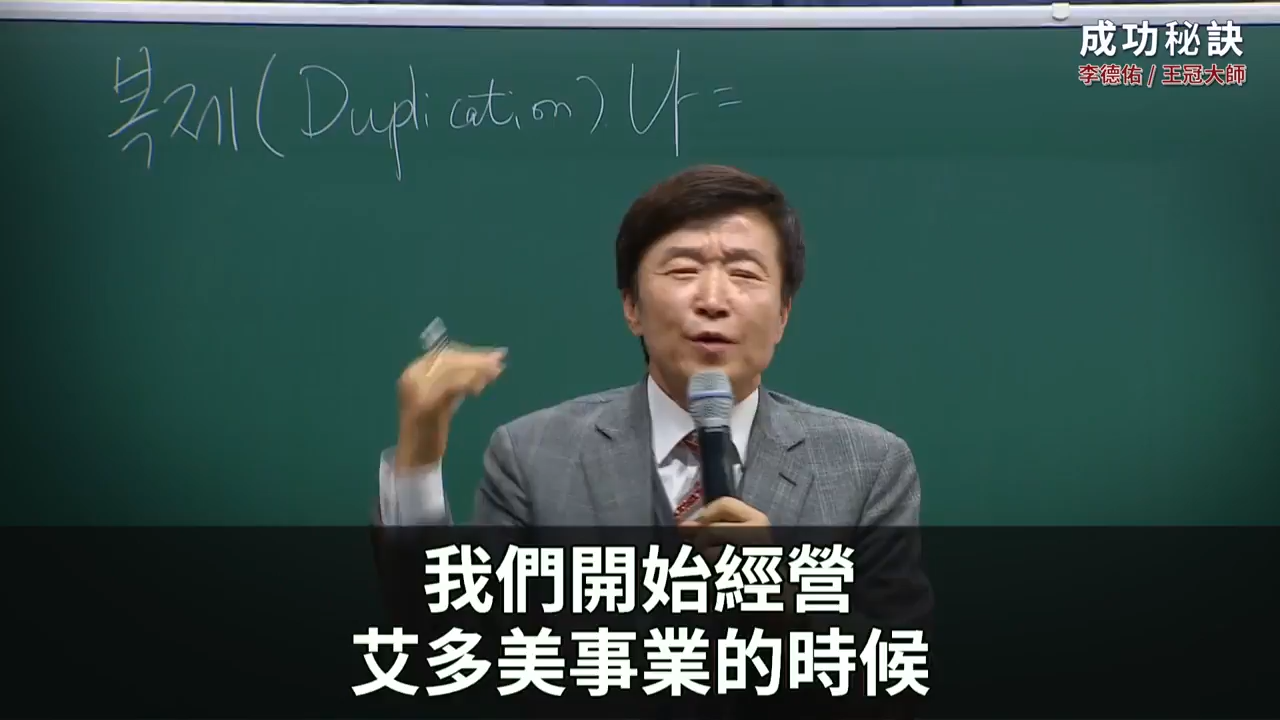 成功秘訣
李德佑 / 王冠大師
복제(Duplication). 나 =
我們開始經營
艾多美事業的時候